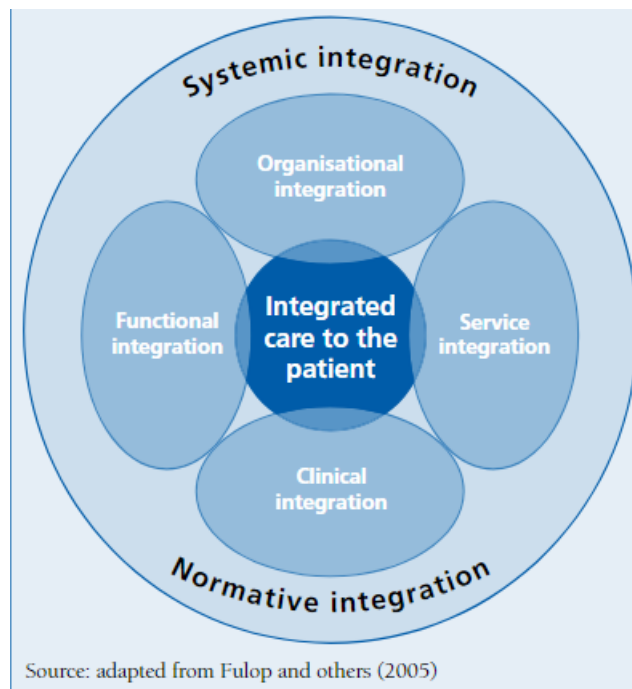 Systemic integration
Organisational
integration
Functional
integration
Integrated
care to the
patient
Service
integration
Clinical
integration
Normative integration
Source: adapted from Fulop and others (2005)